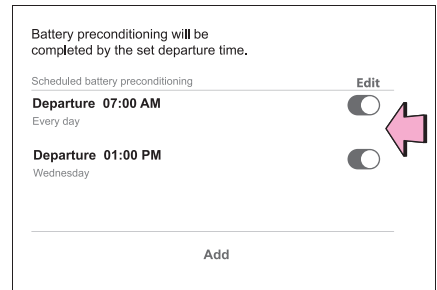 Battery preconditioning will be
completed by the set departure time.
Scheduled battery preconditioning Edit
Departure 07:00 AM
Every day
Departure 01:00 PM
Wednesday
Add